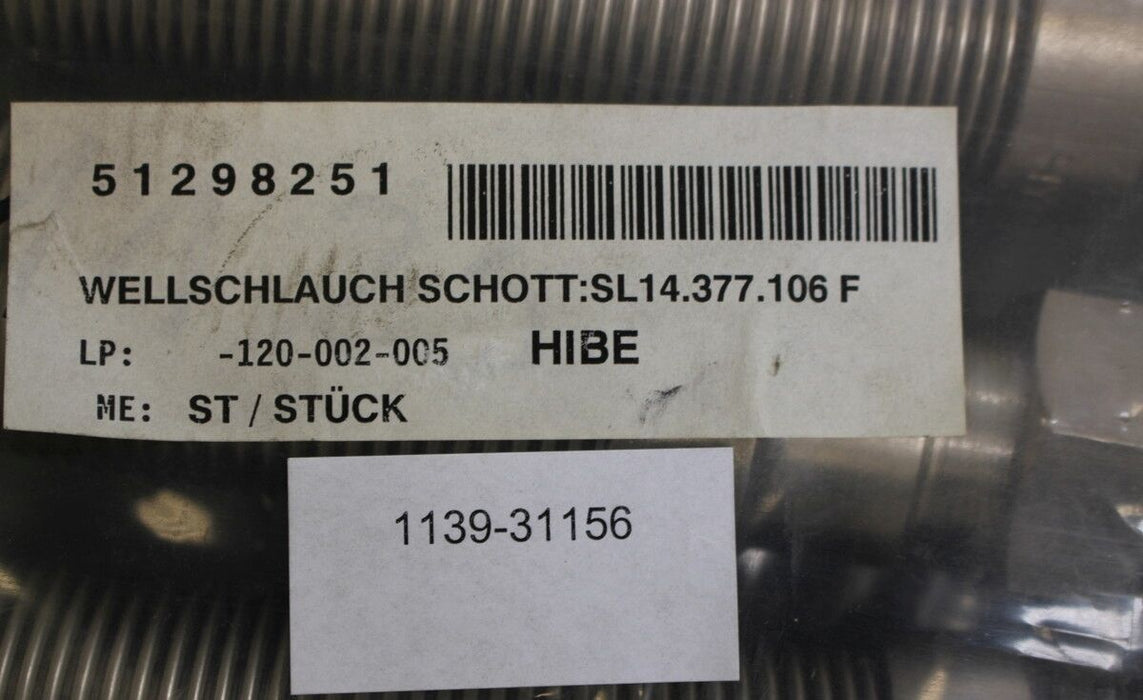 51298251
WELLSCHLAUCH SCHOTT:SL14.377.106 F
LP: -120-002-005 HIBE
ME: ST / STÜCK
1139-31156